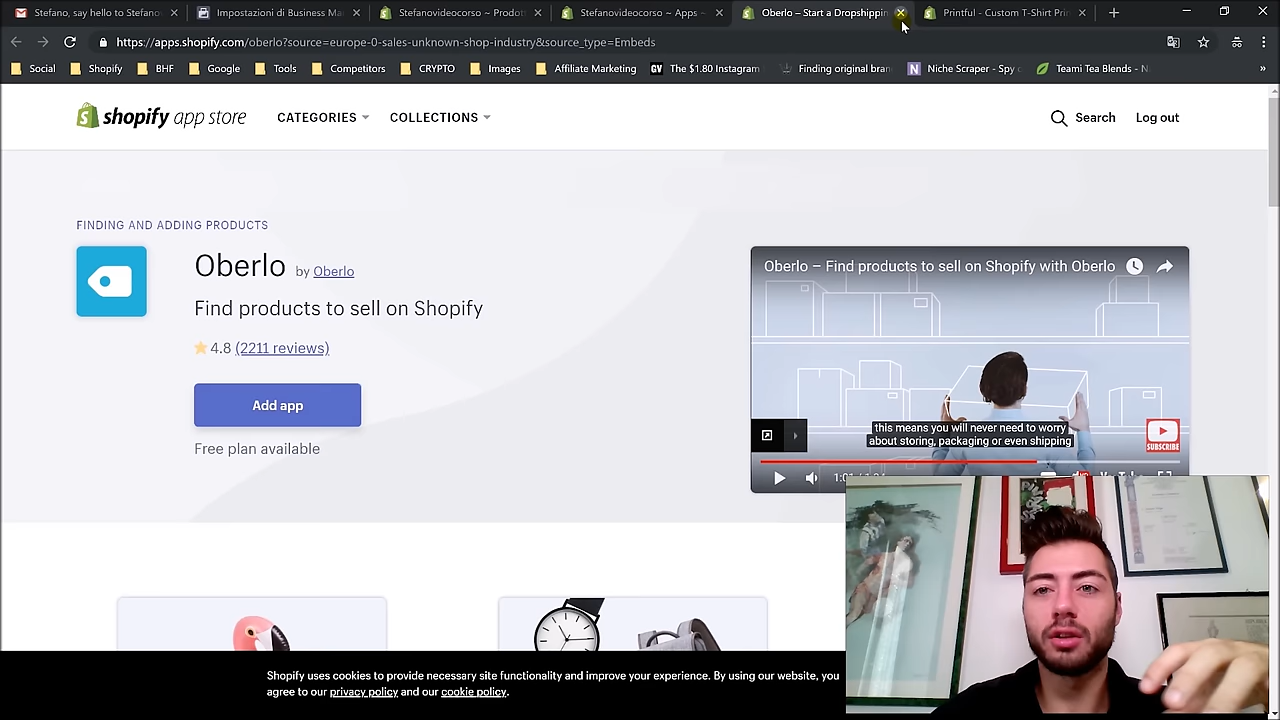 Stefano, say hello to Stefano
Impostazioni di Business Ma
Stefanovideocorso ~ Prodott
Stefanovideocorso ~ Apps ~
Oberlo – Start a Dropshippin
Printful - Custom T-Shirt Prin
https://apps.shopify.com/oberlo?source=europe-0-sales-unknown-shop-industry&source_type=Embeds
Social Shopify BHF Google Tools Competitors CRYPTO Images Affiliate Marketing GV The $1.80 Instagram Finding original bran N Niche Scraper - Spy Teami Tea Blends - N »
shopify app store
CATEGORIES
COLLECTIONS
Search
Log out
FINDING AND ADDING PRODUCTS
Oberlo by Oberlo
Find products to sell on Shopify
4.8 (2211 reviews)
Add app
Free plan available
Oberlo – Find products to sell on Shopify with Oberlo
this means you will never need to worry
about storing, packaging or even shipping
SUBSCRIBE
Shopify uses cookies to provide necessary site functionality and improve your experience. By using our website, you
agree to our privacy policy and our cookie policy.